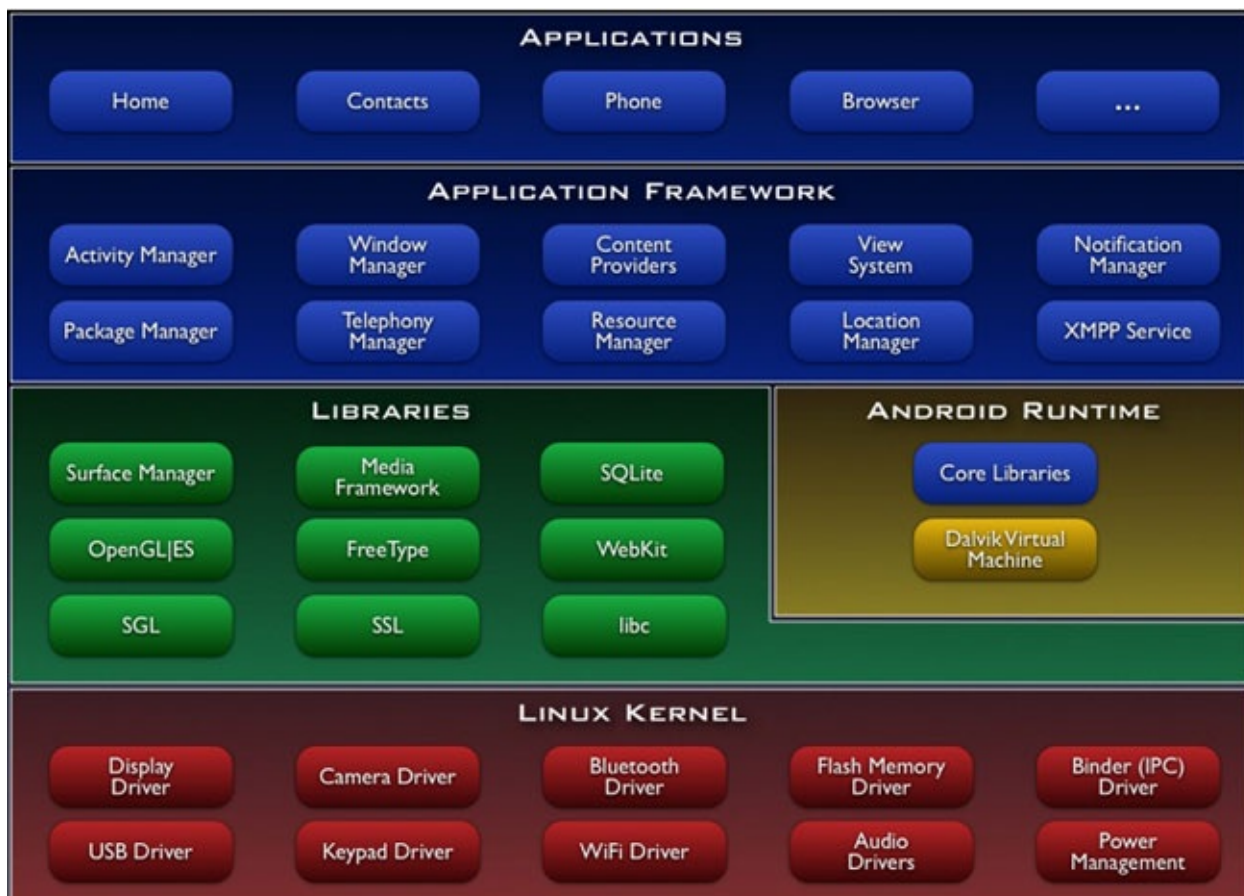 APPLICATIONS
Home
Contacts
Phone
Browser
...
APPLICATION FRAMEWORK
Activity Manager
Window
Manager
Content
Providers
View
System
Notification
Manager
Package Manager
Telephony
Manager
Resource
Manager
Location
Manager
XMPP Service
LIBRARIES
Surface Manager
Media
Framework
SQLite
OpenGL|ES
FreeType
WebKit
SGL
SSL
libc
ANDROID RUNTIME
Core Libraries
Dalvik Virtual
Machine
LINUX KERNEL
Display
Driver
Camera Driver
Bluetooth
Driver
Flash Memory
Driver
Binder (IPC)
Driver
USB Driver
Keypad Driver
WiFi Driver
Audio
Drivers
Power
Management